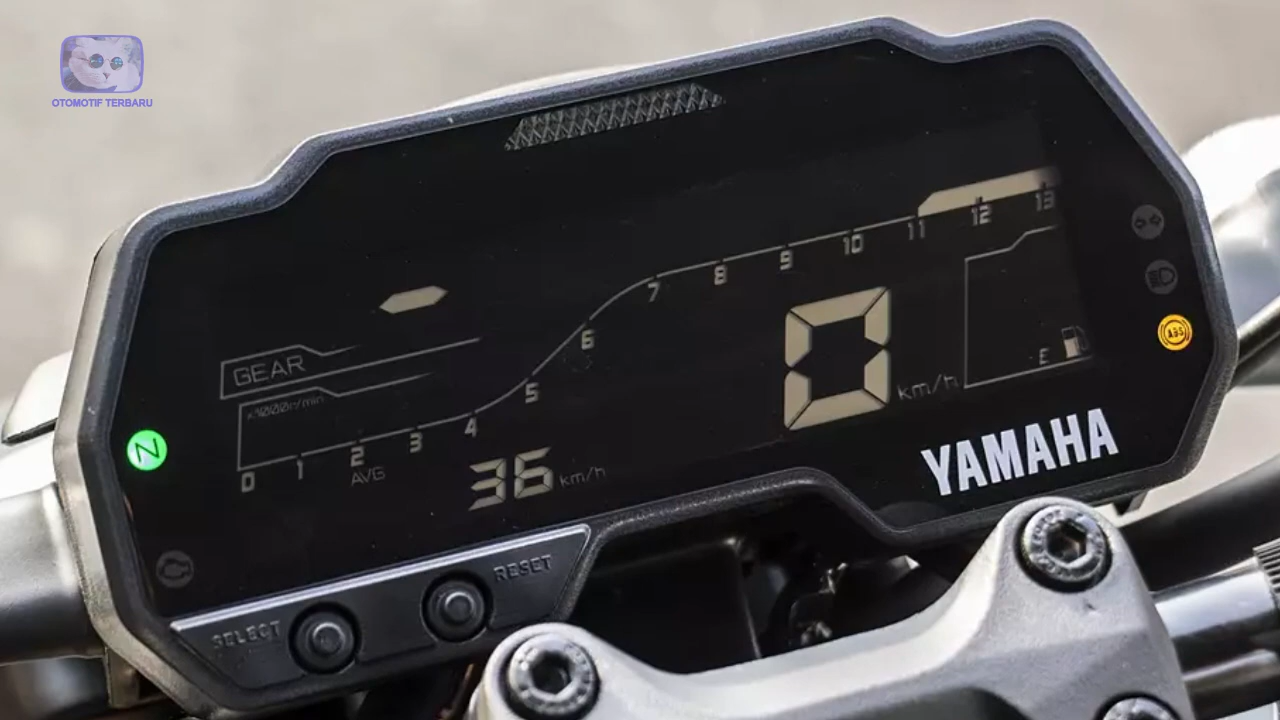 OTOMOTIF TERBARU
13
12
11
10
9
8
7
6
5
4
3
2
1
0
GEAR
x1000r/min
0
km/h
E
ABS
N
AVG
36 km/h
YAMAHA
RESET
SELECT